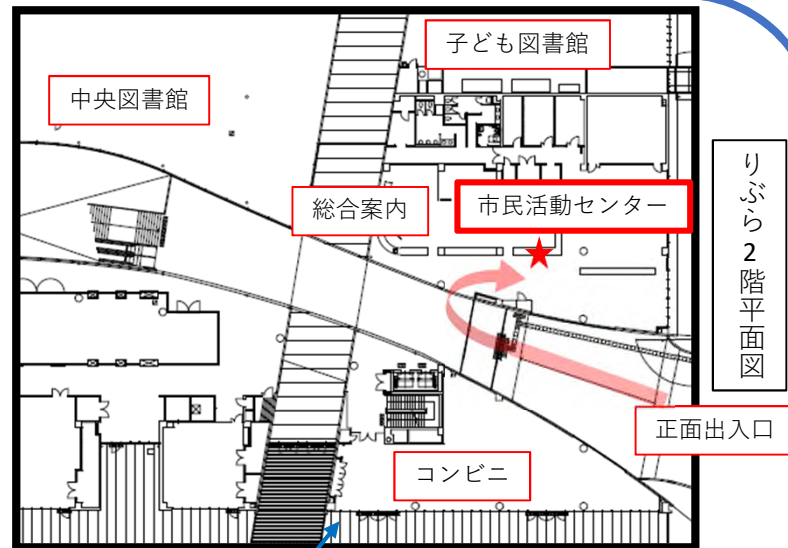 子ども図書館
中央図書館
総合案内
市民活動センター
りぶら2階平面図
正面出入口
コンビニ